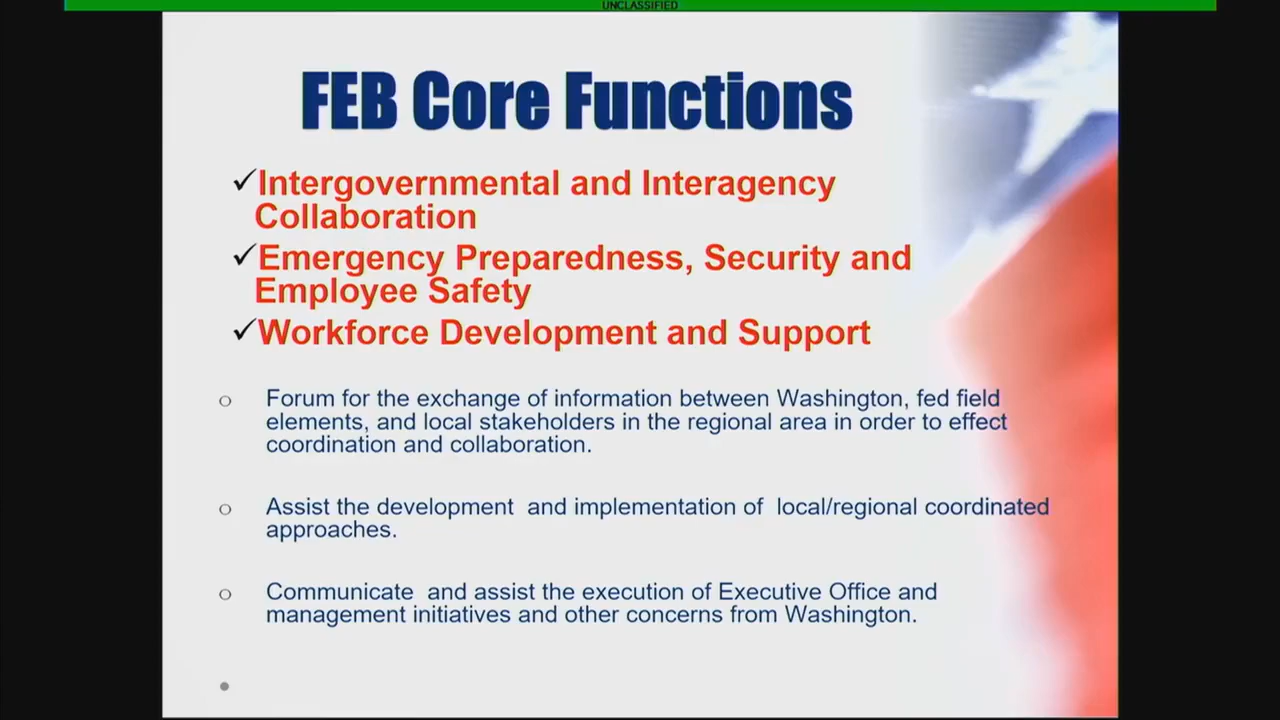 UNCLASSIFIED
FEB Core Functions
✓Intergovernmental and Interagency
Collaboration
✓Emergency Preparedness, Security and
Employee Safety
✓Workforce Development and Support
○ Forum for the exchange of information between Washington, fed field
elements, and local stakeholders in the regional area in order to effect
coordination and collaboration.
○ Assist the development and implementation of local/regional coordinated
approaches.
○ Communicate and assist the execution of Executive Office and
management initiatives and other concerns from Washington.